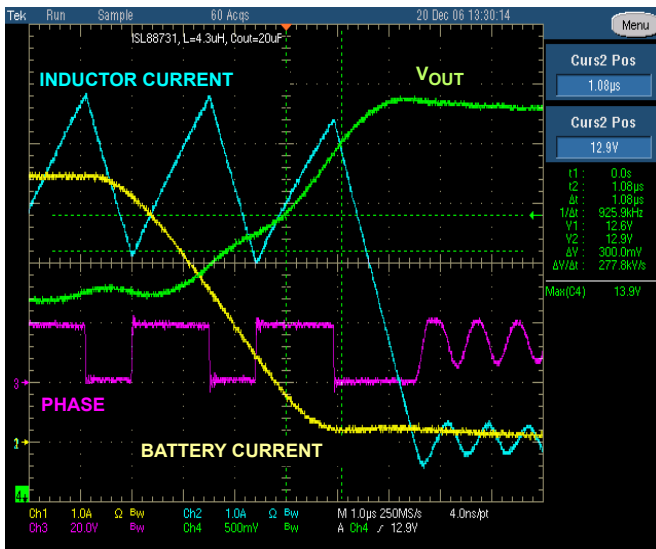 Tek Run Sample 60 Acqs 20 Dec 06 13:30:14
ISL88731, L=4.3uH, Cout=20uF
Menu
INDUCTOR CURRENT
VOUT
Curs2 Pos
1.08µs
Curs2 Pos
12.9V
t1: 0.0s
t2: 1.08µs
Δt: 1.08µs
1/Δt: 925.9kHz
V1: 12.6V
V2: 12.9V
ΔV: 300.0mV
ΔV/Δt: 277.8kV/s
Max(C4) 13.9V
3
PHASE
BATTERY CURRENT
4
Ch1 1.0A Ω Bw Ch2 1.0A Ω Bw M 1.0µs 250MS/s 4.0ns/pt
Ch3 20.0V Bw Ch4 500mV Bw A Ch4 ∕ 12.9V